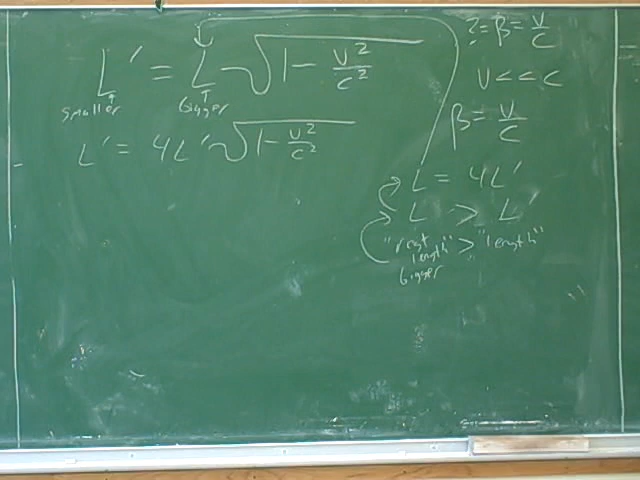 L' = L √(1 - v²/c²)
smaller bigger
L' = 4L' √(1 - v²/c²)
? = β = v/c
v << c
β = v/c
L = 4L'
L > L'
"rest length" > "length"
bigger